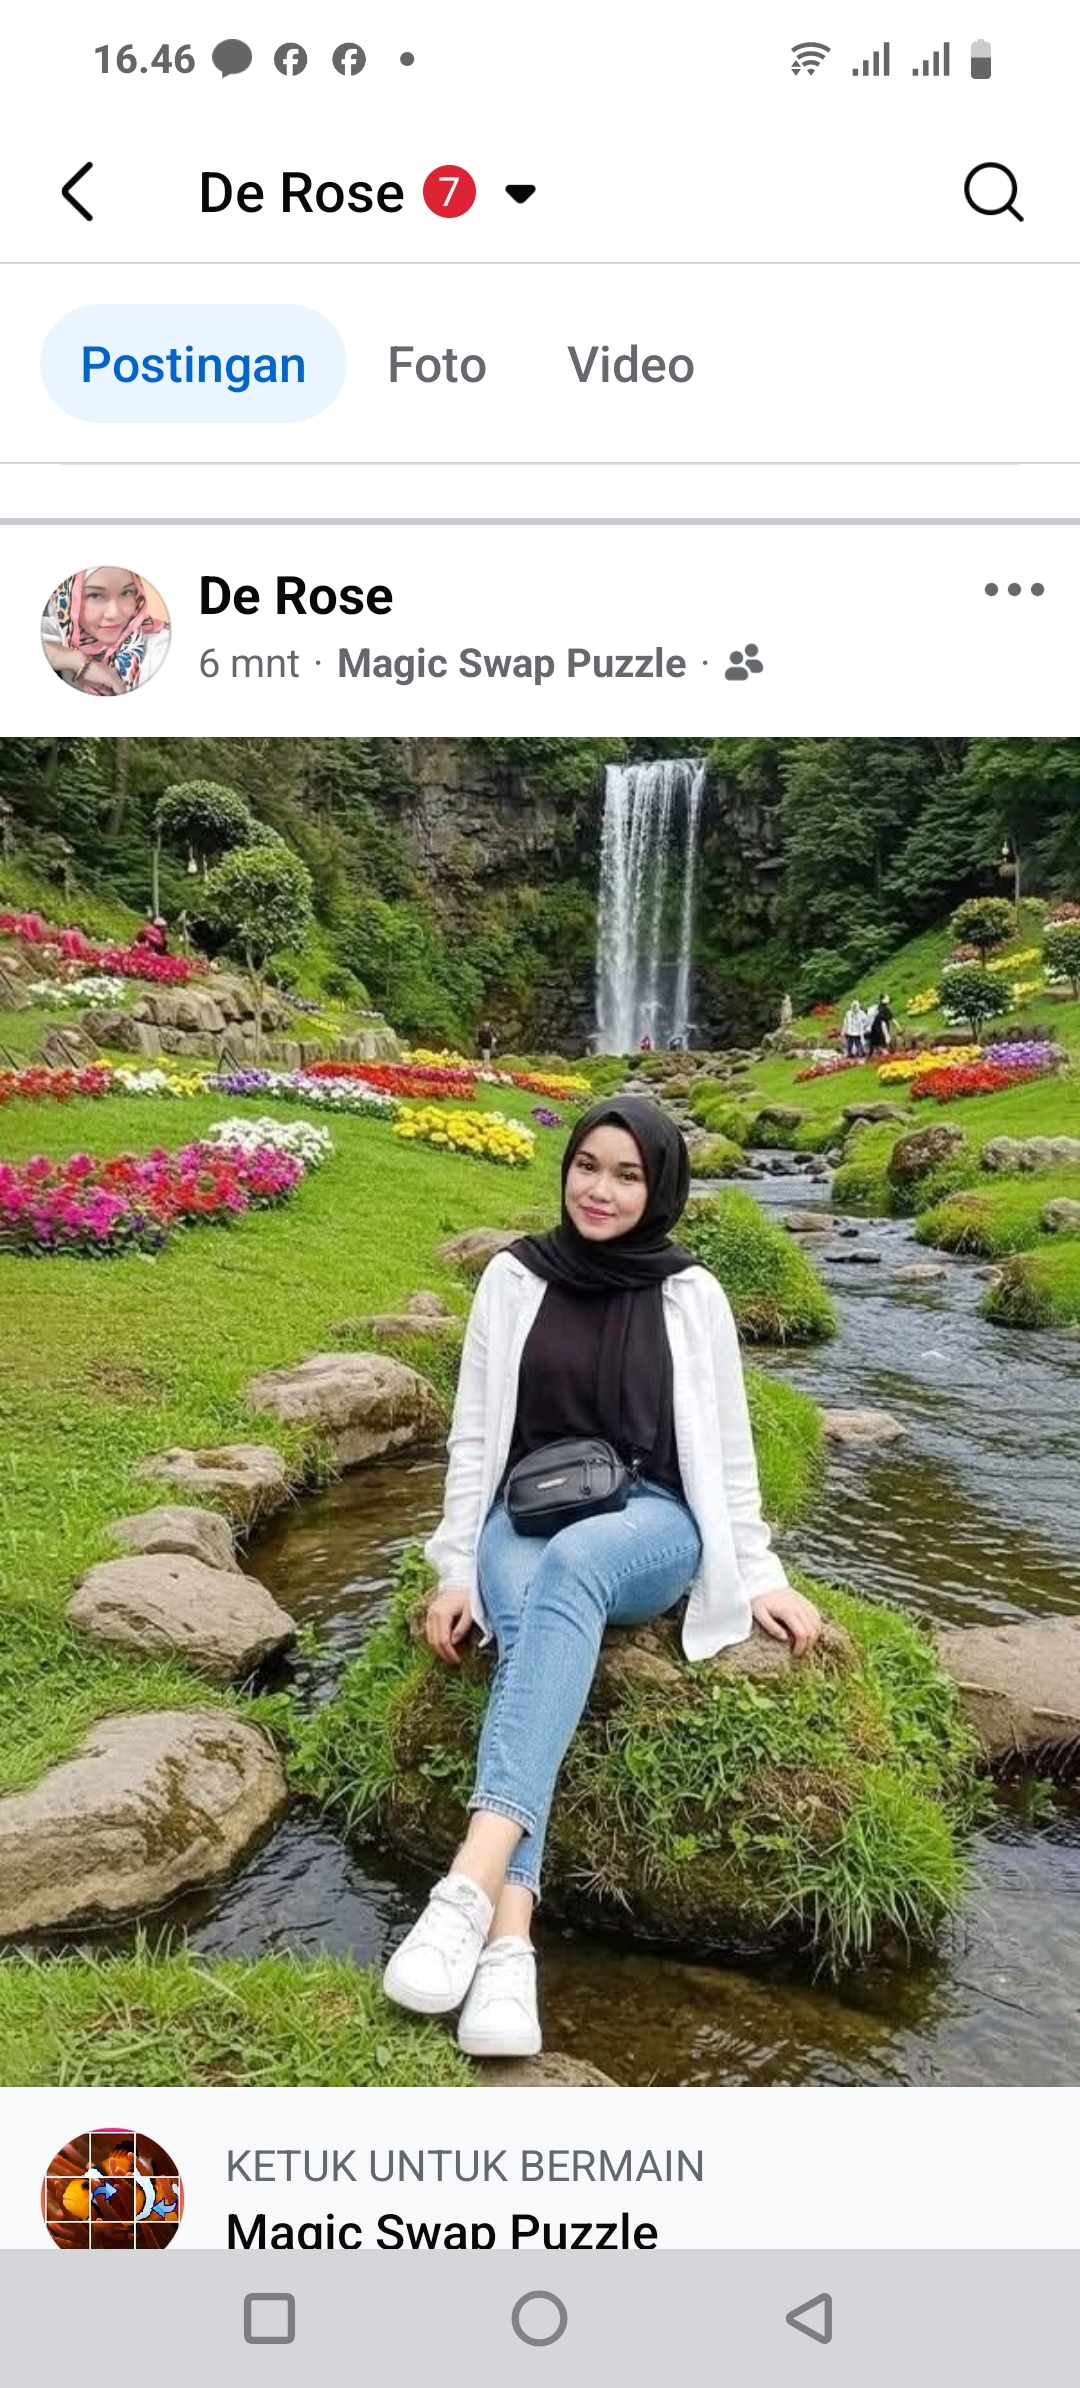 16.46
De Rose 7
Postingan Foto Video
De Rose
6 mnt · Magic Swap Puzzle ·
KETUK UNTUK BERMAIN
Magic Swap Puzzle